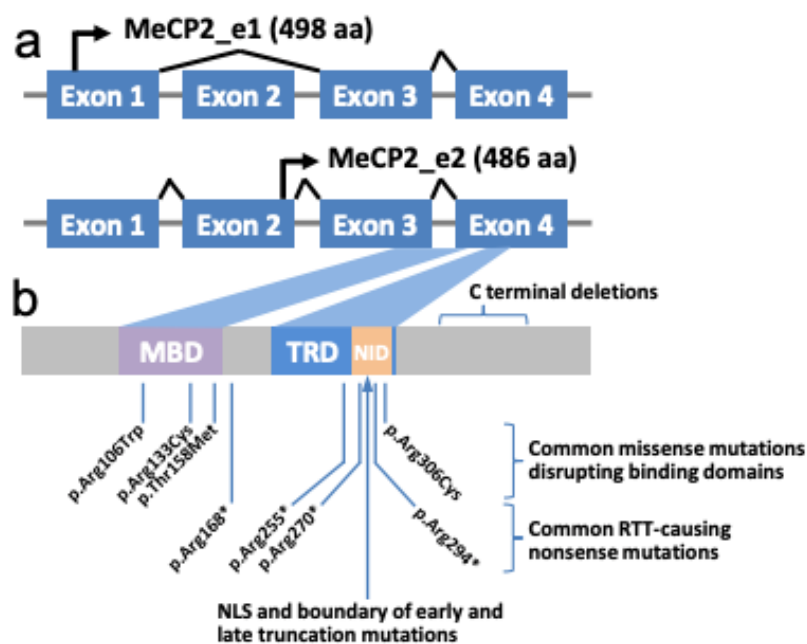 a
MeCP2_e1 (498 aa)
Exon 1
Exon 2
Exon 3
Exon 4
MeCP2_e2 (486 aa)
Exon 1
Exon 2
Exon 3
Exon 4
b
C terminal deletions
MBD
TRD
NID
p.Arg106Trp
p.Arg133Cys
p.Thr158Met
p.Arg168*
p.Arg255*
p.Arg270*
p.Arg306Cys
p.Arg294*
Common missense mutations
disrupting binding domains
Common RTT-causing
nonsense mutations
NLS and boundary of early and
late truncation mutations